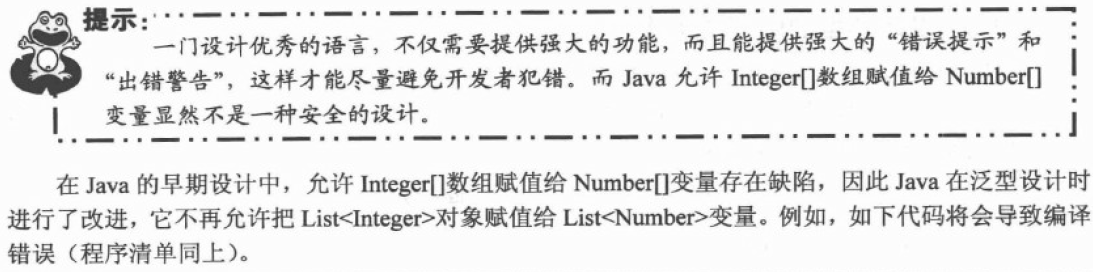 提示:
一门设计优秀的语言，不仅需要提供强大的功能，而且能提供强大的“错误提示”和
“出错警告”，这样才能尽量避免开发者犯错。而 Java 允许 Integer[]数组赋值给 Number[]
变量显然不是一种安全的设计。
在 Java 的早期设计中，允许 Integer[]数组赋值给 Number[]变量存在缺陷，因此 Java 在泛型设计时
进行了改进，它不再允许把 List<Integer>对象赋值给 List<Number>变量。例如，如下代码将会导致编译
错误（程序清单同上）。